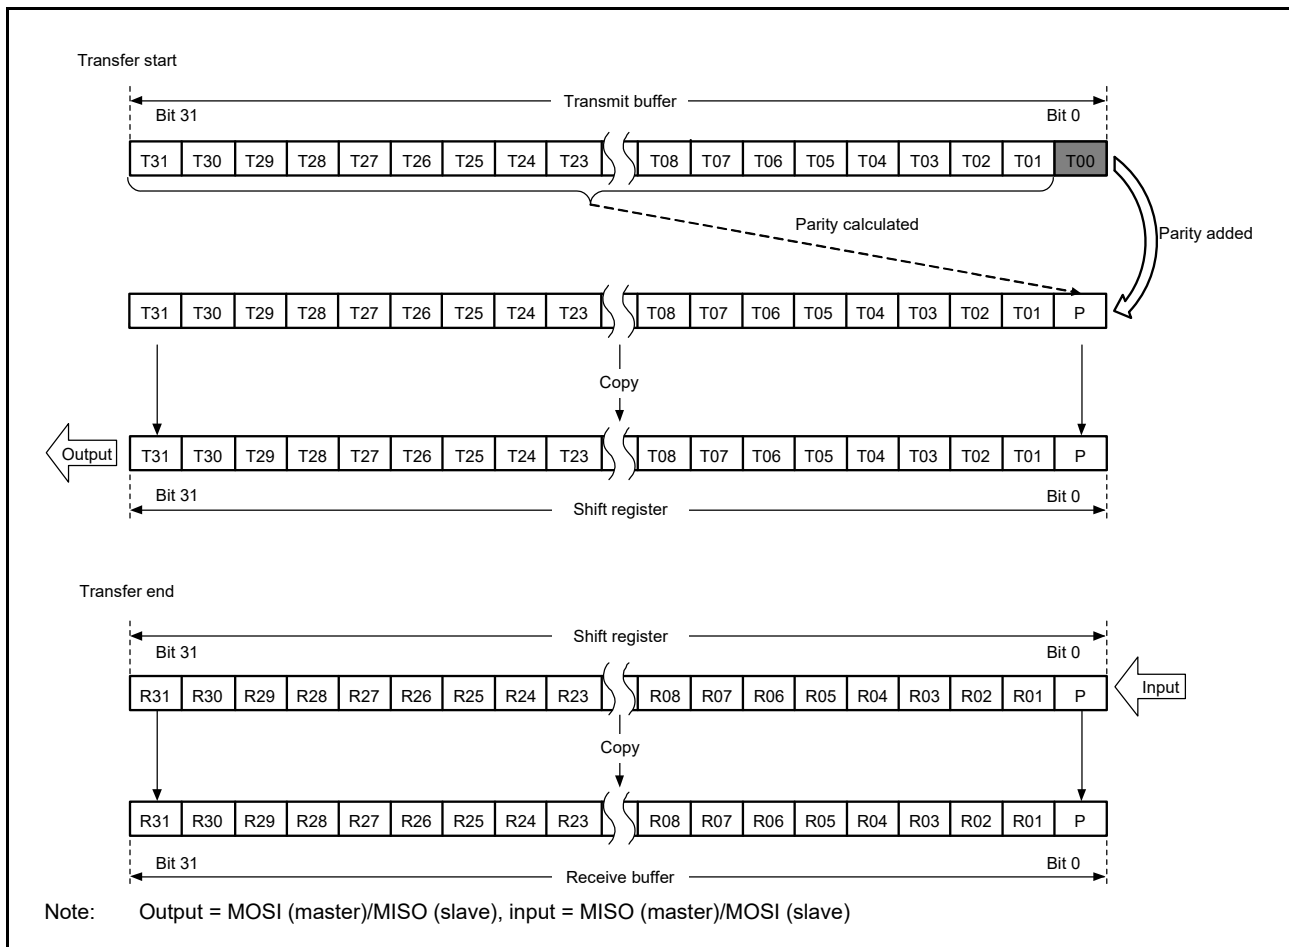 Transfer start
Transmit buffer
Bit 31 Bit 0
T31 T30 T29 T28 T27 T26 T25 T24 T23 T08 T07 T06 T05 T04 T03 T02 T01 T00
Parity calculated
Parity added
T31 T30 T29 T28 T27 T26 T25 T24 T23 T08 T07 T06 T05 T04 T03 T02 T01 P
Copy
Output
T31 T30 T29 T28 T27 T26 T25 T24 T23 T08 T07 T06 T05 T04 T03 T02 T01 P
Bit 31 Bit 0
Shift register
Transfer end
Shift register
Bit 31 Bit 0
R31 R30 R29 R28 R27 R26 R25 R24 R23 R08 R07 R06 R05 R04 R03 R02 R01 P
Input
Copy
R31 R30 R29 R28 R27 R26 R25 R24 R23 R08 R07 R06 R05 R04 R03 R02 R01 P
Bit 31 Bit 0
Receive buffer
Note: Output = MOSI (master)/MISO (slave), input = MISO (master)/MOSI (slave)